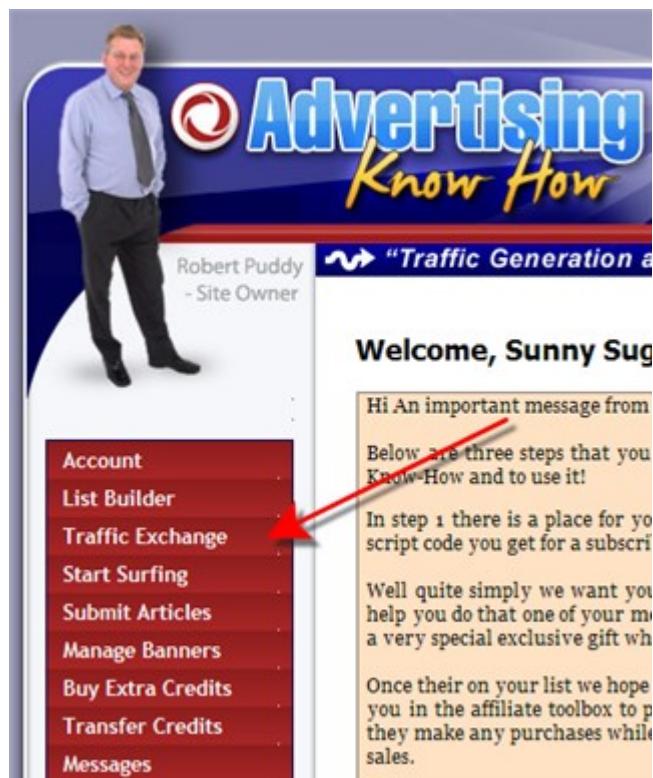 Advertising
Know How
Robert Puddy
- Site Owner
"Traffic Generation a
Welcome, Sunny Sug
Hi An important message from
Below are three steps that you
Know-How and to use it!
In step 1 there is a place for yo
script code you get for a subscri
Well quite simply we want you
help you do that one of your me
a very special exclusive gift wh
Once their on your list we hope
you in the affiliate toolbox to p
they make any purchases while
sales.
Account
List Builder
Traffic Exchange
Start Surfing
Submit Articles
Manage Banners
Buy Extra Credits
Transfer Credits
Messages